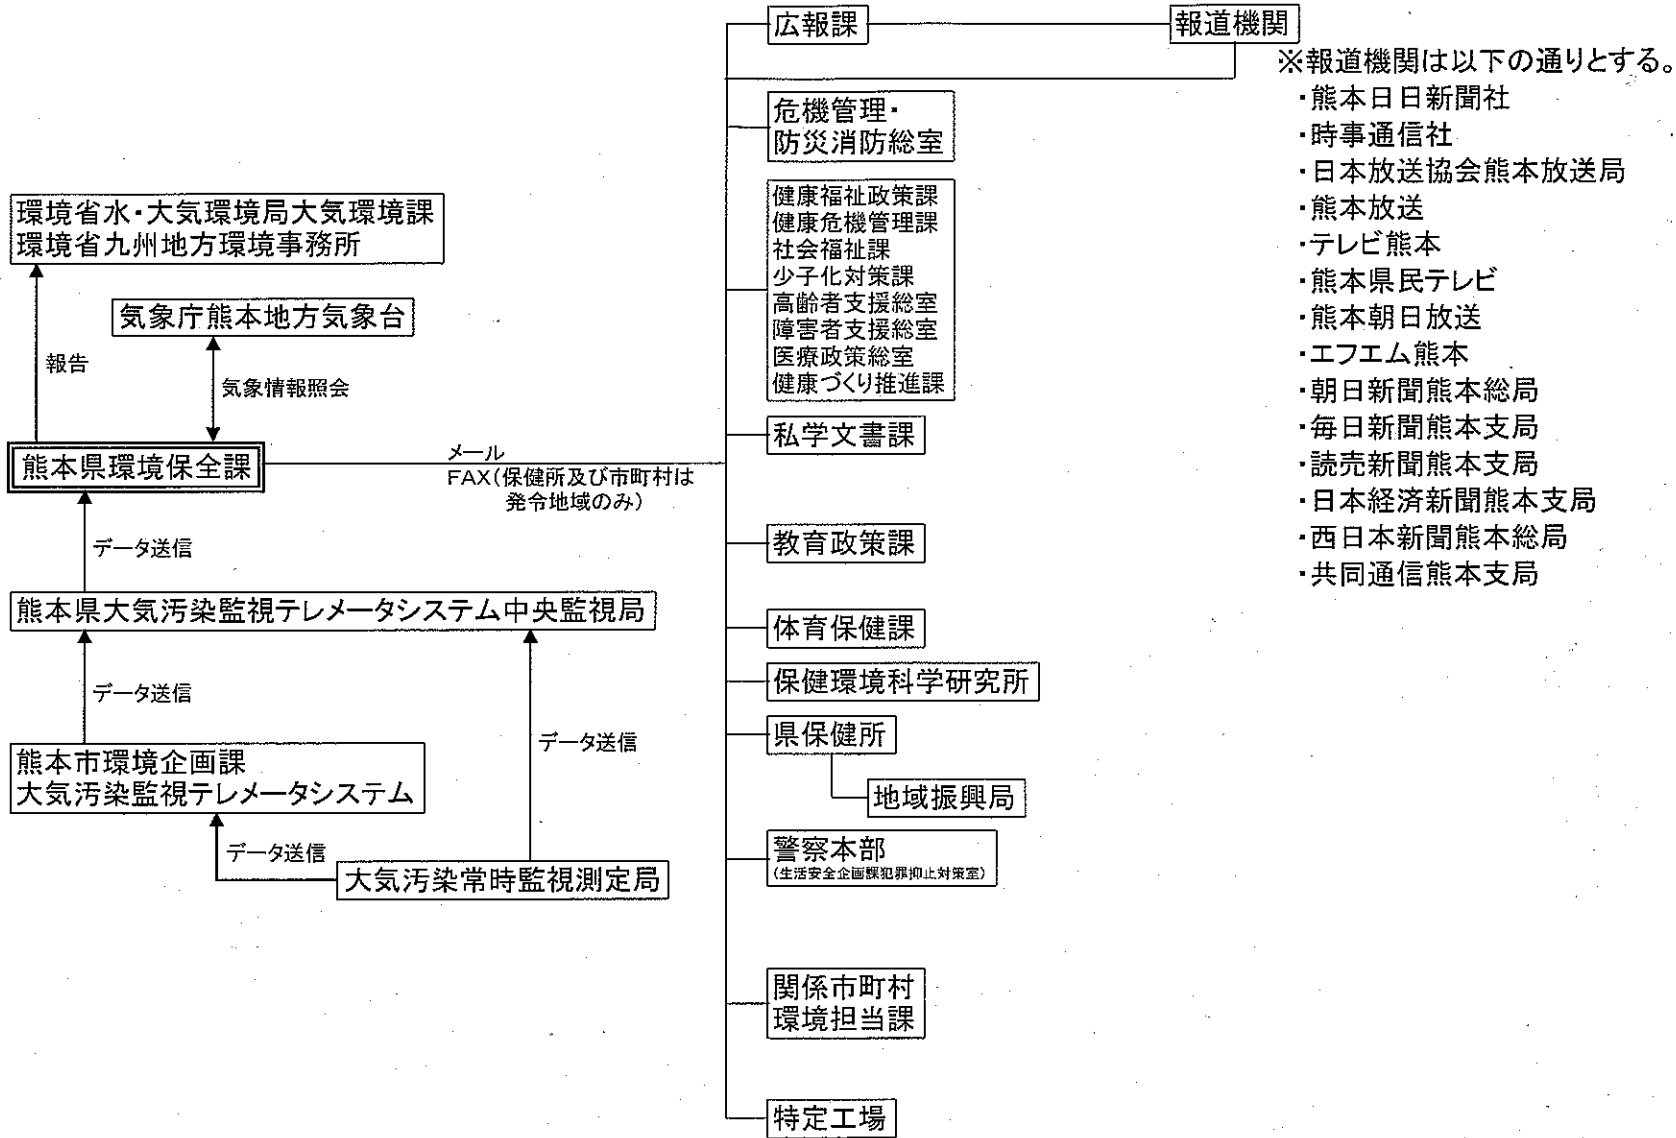 広報課
報道機関
※報道機関は以下の通りとする。
・熊本日日新聞社
・時事通信社
・日本放送協会熊本放送局
・熊本放送
・テレビ熊本
・熊本県民テレビ
・熊本朝日放送
・エフエム熊本
・朝日新聞熊本総局
・毎日新聞熊本支局
・読売新聞熊本支局
・日本経済新聞熊本支局
・西日本新聞熊本総局
・共同通信熊本支局
環境省水・大気環境局大気環境課
環境省九州地方環境事務所
気象庁熊本地方気象台
報告
気象情報照会
熊本県環境保全課
メール
FAX(保健所及び市町村は
発令地域のみ)
データ送信
熊本県大気汚染監視テレメータシステム中央監視局
データ送信
データ送信
熊本市環境企画課
大気汚染監視テレメータシステム
データ送信
大気汚染常時監視測定局
危機管理・
防災消防総室
健康福祉政策課
健康危機管理課
社会福祉課
少子化対策課
高齢者支援総室
障害者支援総室
医療政策総室
健康づくり推進課
私学文書課
教育政策課
体育保健課
保健環境科学研究所
県保健所
地域振興局
警察本部
(生活安全企画課犯罪抑止対策室)
関係市町村
環境担当課
特定工場